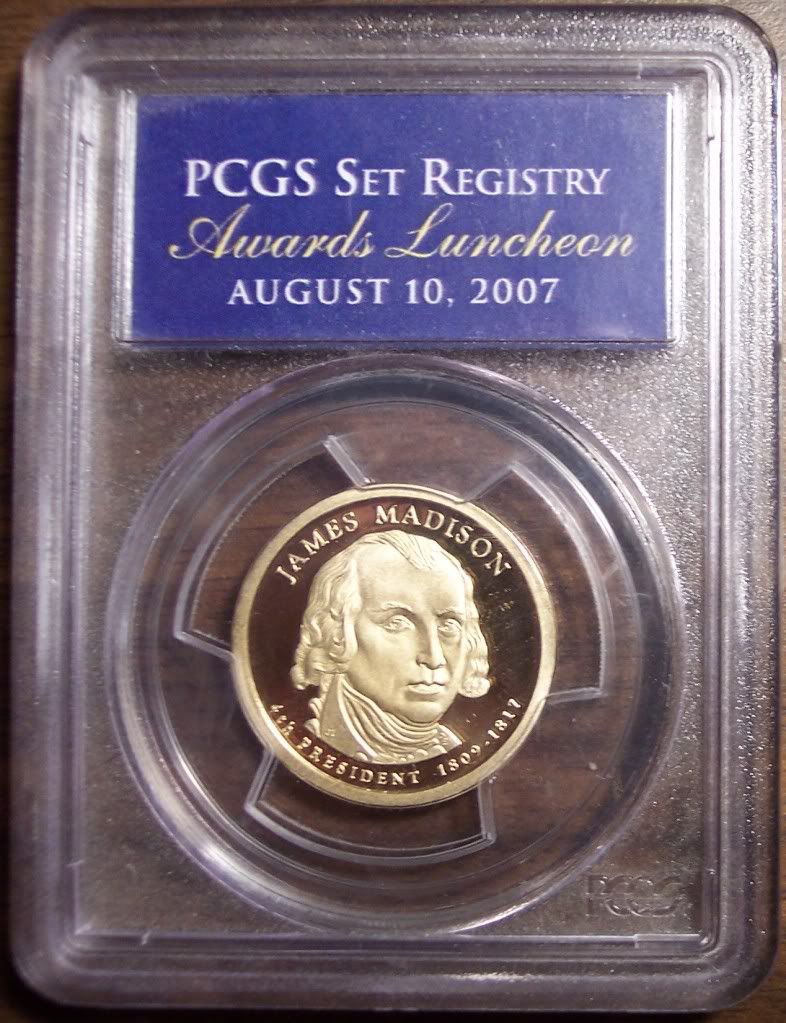 PCGS SET REGISTRY
Awards Luncheon
AUGUST 10, 2007
JAMES MADISON
4th PRESIDENT 1809-1817
PCGS